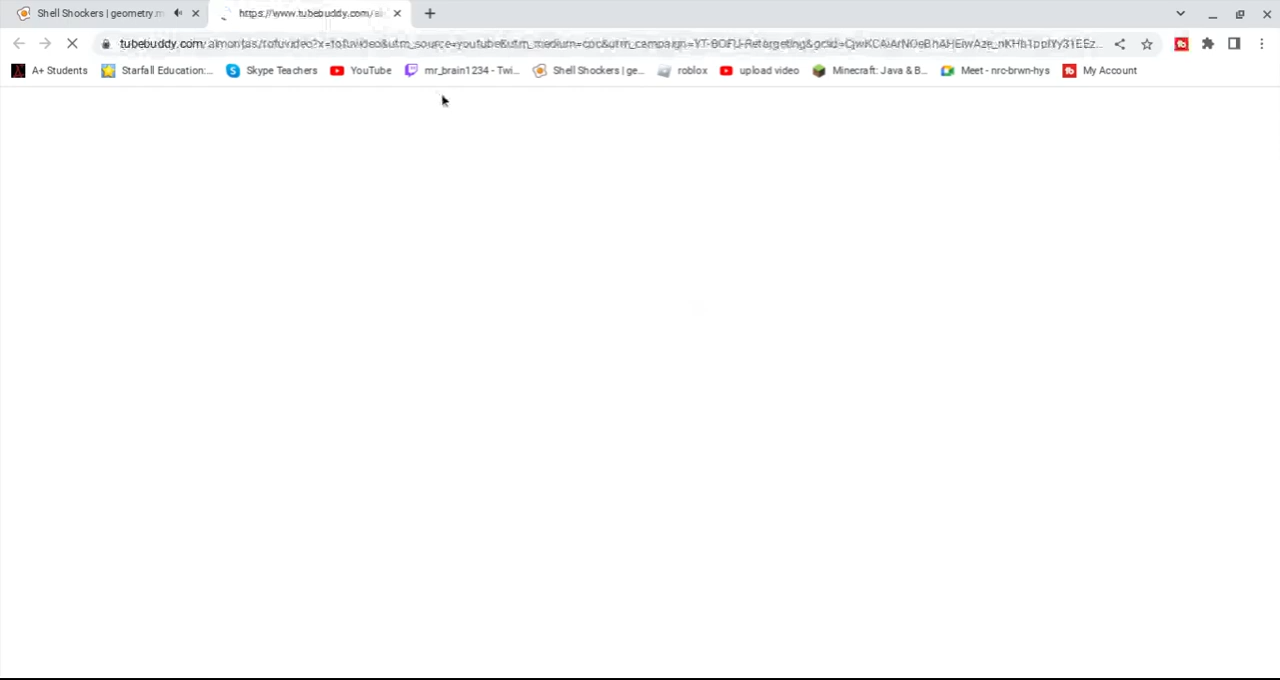 Shell Shockers | geometry.m
https://www.tubebuddy.com/al
tubebuddy.com
A+ Students
Starfall Education:...
Skype Teachers
YouTube
mr_brain1234 - Twi...
Shell Shockers | ge...
roblox
upload video
Minecraft: Java & B...
Meet - nrc-brwn-hys
My Account